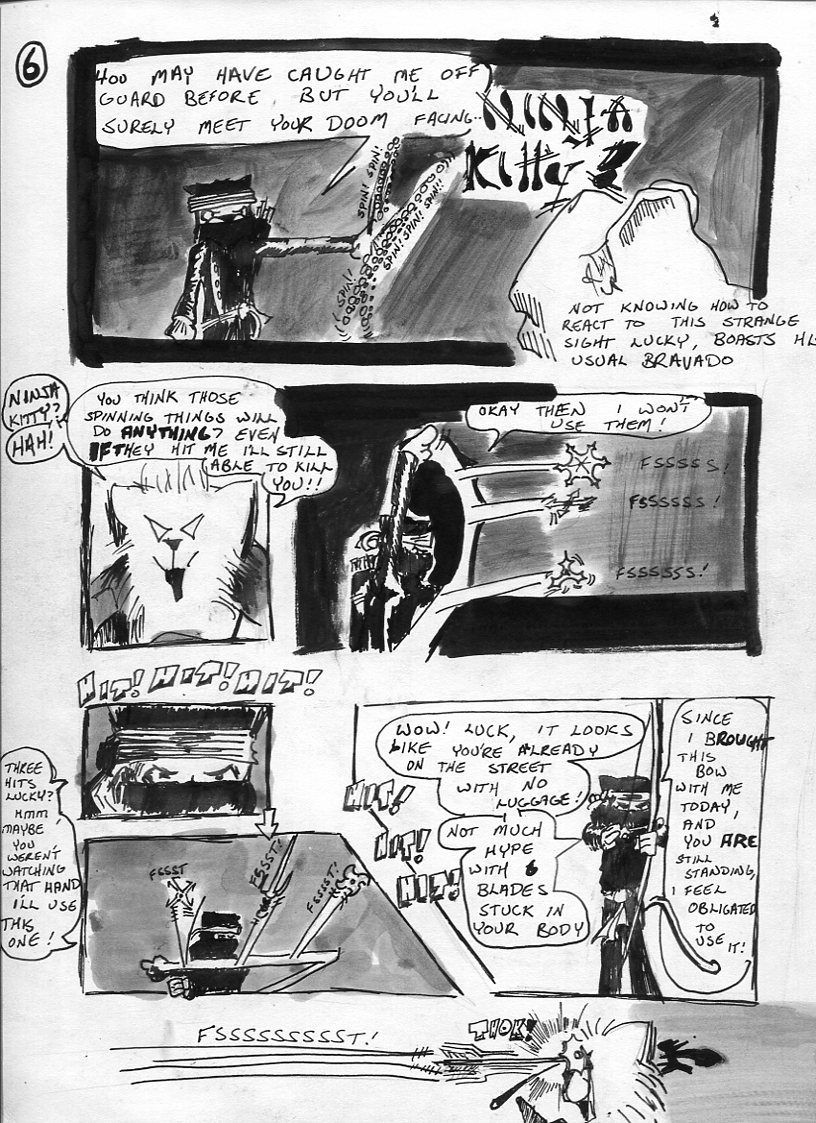 6
YOU MAY HAVE CAUGHT ME OFF
GUARD BEFORE, BUT YOU'LL
SURELY MEET YOUR DOOM FACING..
NINJA
Kitty
SPIN! SPIN!
SPIN! SPIN! SPIN!!
SPIN!!
NOT KNOWING HOW TO
REACT TO THIS STRANGE
SIGHT LUCKY, BOASTS HIS
USUAL BRAVADO
NINJA
KITTY?
HAH!
YOU THINK THOSE
SPINNING THINGS WILL
DO ANYTHING? EVEN
IF THEY HIT ME I'LL STILL
ABLE TO KILL
YOU!!
OKAY THEN I WON'T
USE THEM!
FSSSSS!
FSSSSSS!
FSSSSSS!
HIT! HIT! HIT!
THREE
HITS
LUCKY?
HMM
MAYBE
YOU
WEREN'T
WATCHING
THAT HAND
I'LL USE
THIS
ONE!
FSSST
FSSST!
FSSSST!
HIT!
HIT!
HIT!
WOW! LUCK, IT LOOKS
LIKE YOU'RE ALREADY
ON THE STREET
WITH NO
LUGGAGE!
NOT MUCH
HYPE
WITH 6
BLADES
STUCK IN
YOUR BODY
SINCE
I BROUGHT
THIS
BOW
WITH ME
TODAY,
AND
YOU ARE
STILL
STANDING,
I FEEL
OBLIGATED
TO
USE IT!
FSSSSSSSSST!
THOK!